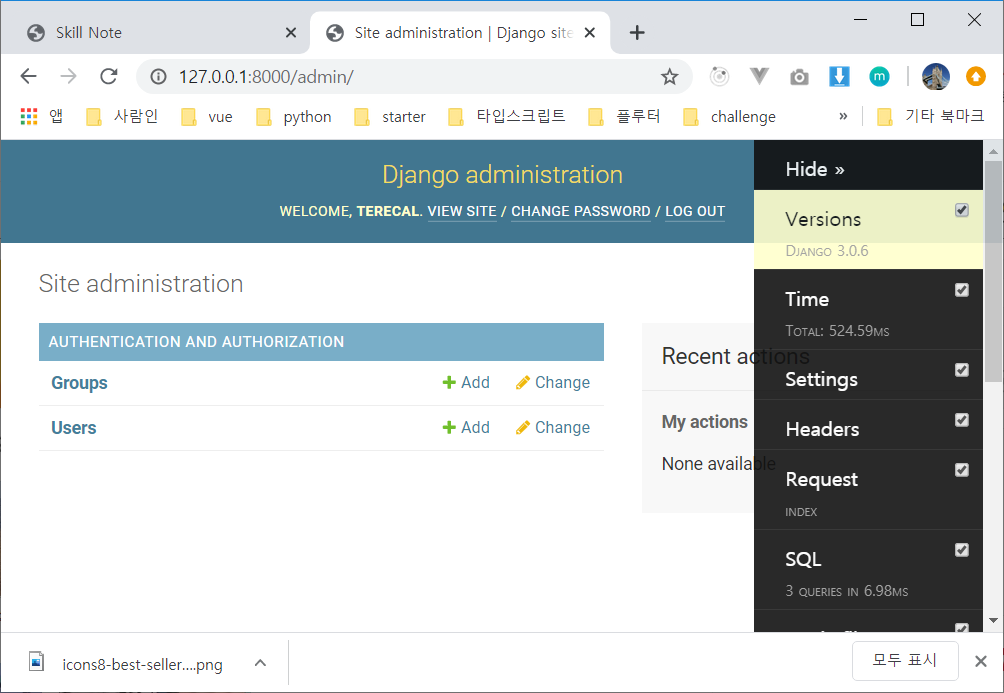 Skill Note
Site administration | Django site
127.0.0.1:8000/admin/
앱 사람인 vue python starter 타입스크립트 플루터 challenge » 기타 북마크
Django administration
WELCOME, TERECAL. VIEW SITE / CHANGE PASSWORD / LOG OUT
Site administration
AUTHENTICATION AND AUTHORIZATION
Groups Add Change
Users Add Change
Recent actions
My actions
None available
Hide »
Versions
Django 3.0.6
Time
Total: 524.59ms
Settings
Headers
Request
index
SQL
3 queries in 6.98ms
icons8-best-seller....png
모두 표시